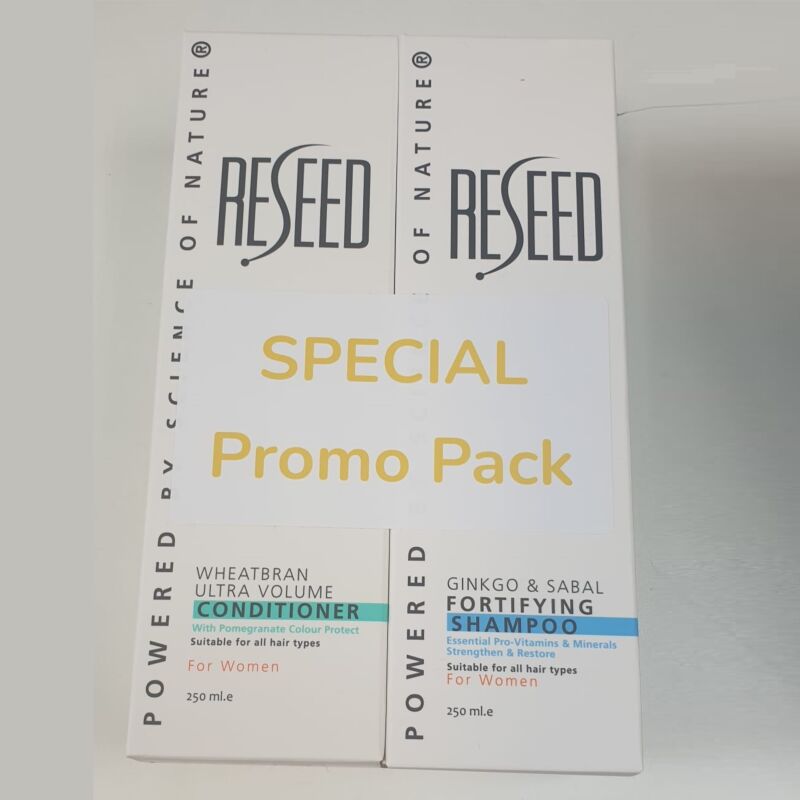 POWERED BY SCIENCE OF NATURE®
RESEED
WHEATBRAN
ULTRA VOLUME
CONDITIONER
With Pomegranate Colour Protect
Suitable for all hair types
For Women
250 ml.e
POWERED OF NATURE®
RESEED
GINKGO & SABAL
FORTIFYING
SHAMPOO
Essential Pro-Vitamins & Minerals
Strengthen & Restore
Suitable for all hair types
For Women
250 ml.e
SPECIAL
Promo Pack